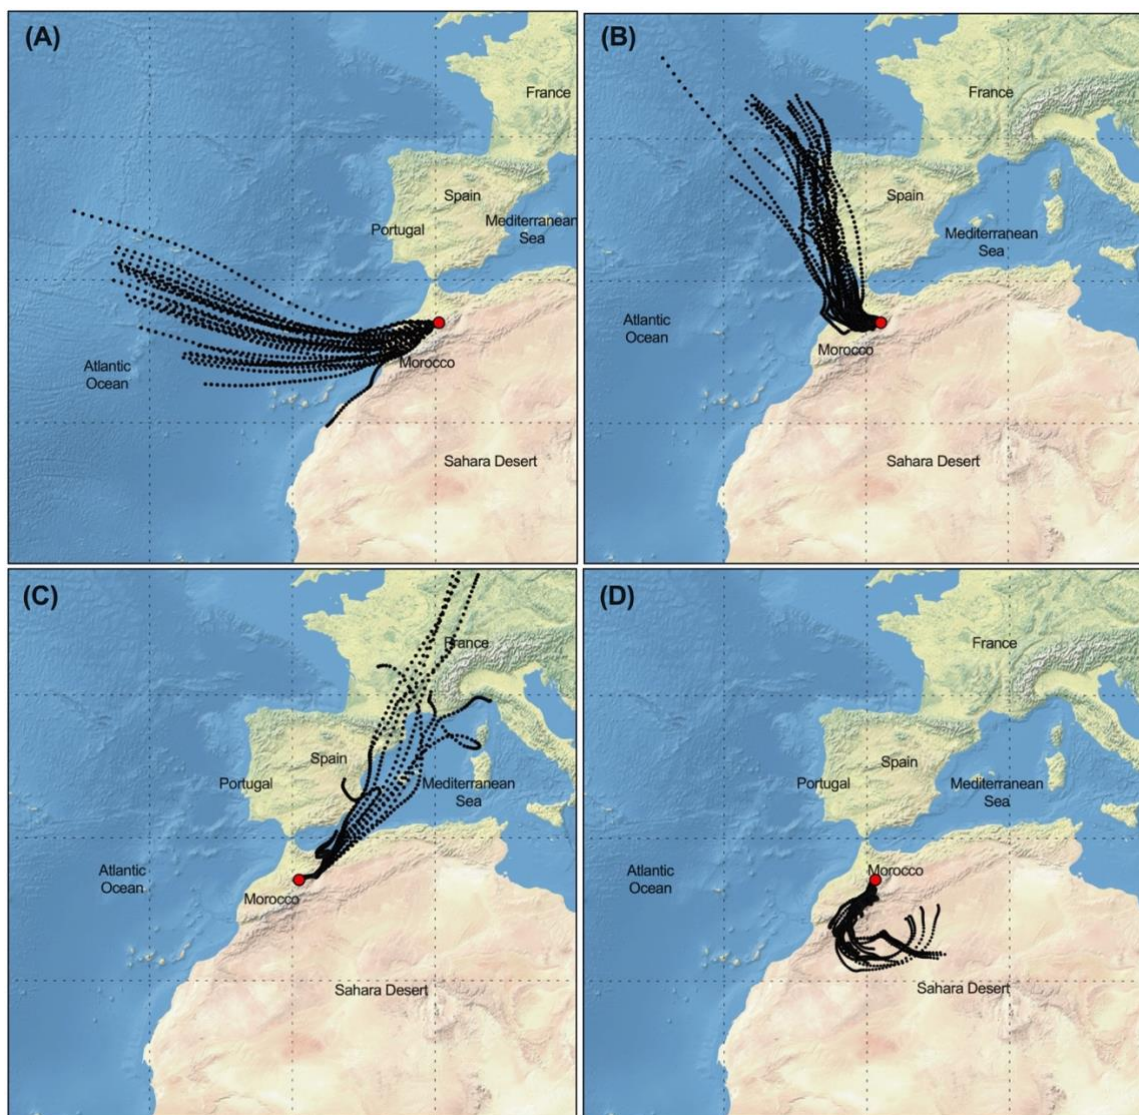 (A)
France
Spain
Portugal
Mediterranean
Sea
Atlantic
Ocean
Morocco
Sahara Desert
(B)
France
Spain
Mediterranean
Sea
Atlantic
Ocean
Morocco
Sahara Desert
(C)
France
Spain
Portugal
Mediterranean
Sea
Atlantic
Ocean
Morocco
Sahara Desert
(D)
France
Spain
Portugal
Mediterranean
Sea
Atlantic
Ocean
Morocco
Sahara Desert